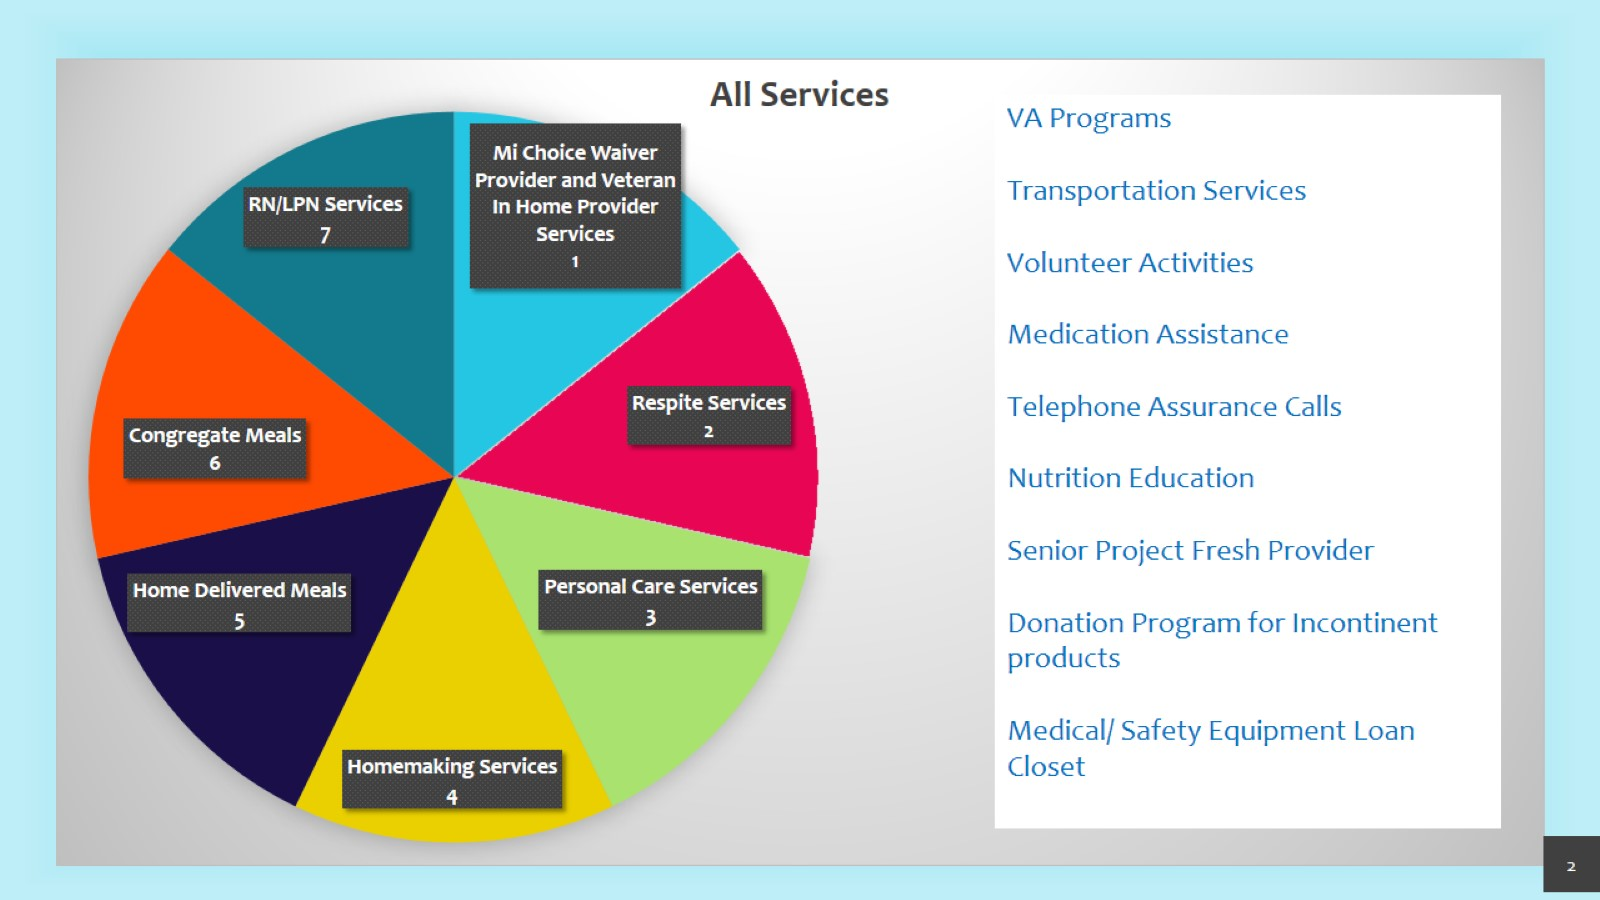 All Services
Mi Choice Waiver
Provider and Veteran
In Home Provider
Services
1
Respite Services
2
Personal Care Services
3
Homemaking Services
4
Home Delivered Meals
5
Congregate Meals
6
RN/LPN Services
7
VA Programs
Transportation Services
Volunteer Activities
Medication Assistance
Telephone Assurance Calls
Nutrition Education
Senior Project Fresh Provider
Donation Program for Incontinent
products
Medical/ Safety Equipment Loan
Closet
2